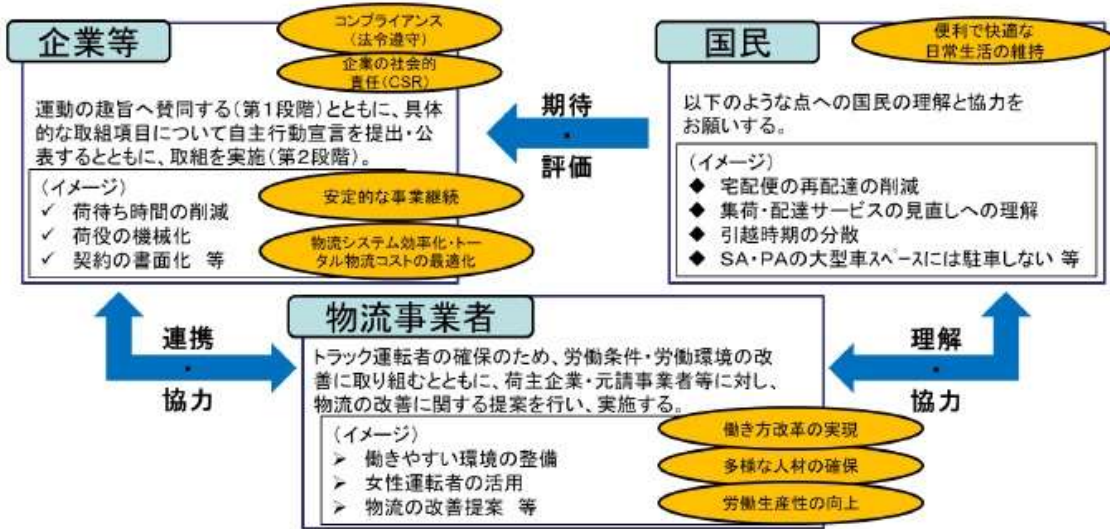 企業等
コンプライアンス
(法令遵守)
企業の社会的
責任(CSR)
運動の趣旨へ賛同する(第1段階)とともに、具体
的な取組項目について自主行動宣言を提出・公
表するとともに、取組を実施(第2段階)。
(イメージ)
✓ 荷待ち時間の削減
✓ 荷役の機械化
✓ 契約の書面化 等
安定的な事業継続
物流システム効率化・トー
タル物流コストの最適化
期待
・
評価
国民
便利で快適な
日常生活の維持
以下のような点への国民の理解と協力を
お願いする。
(イメージ)
◆ 宅配便の再配達の削減
◆ 集荷・配達サービスの見直しへの理解
◆ 引越時期の分散
◆ SA・PAの大型車スペースには駐車しない 等
連携
・
協力
物流事業者
トラック運転者の確保のため、労働条件・労働環境の改
善に取り組むとともに、荷主企業・元請事業者等に対し、
物流の改善に関する提案を行い、実施する。
(イメージ)
➢ 働きやすい環境の整備
➢ 女性運転者の活用
➢ 物流の改善提案 等
働き方改革の実現
多様な人材の確保
労働生産性の向上
理解
・
協力